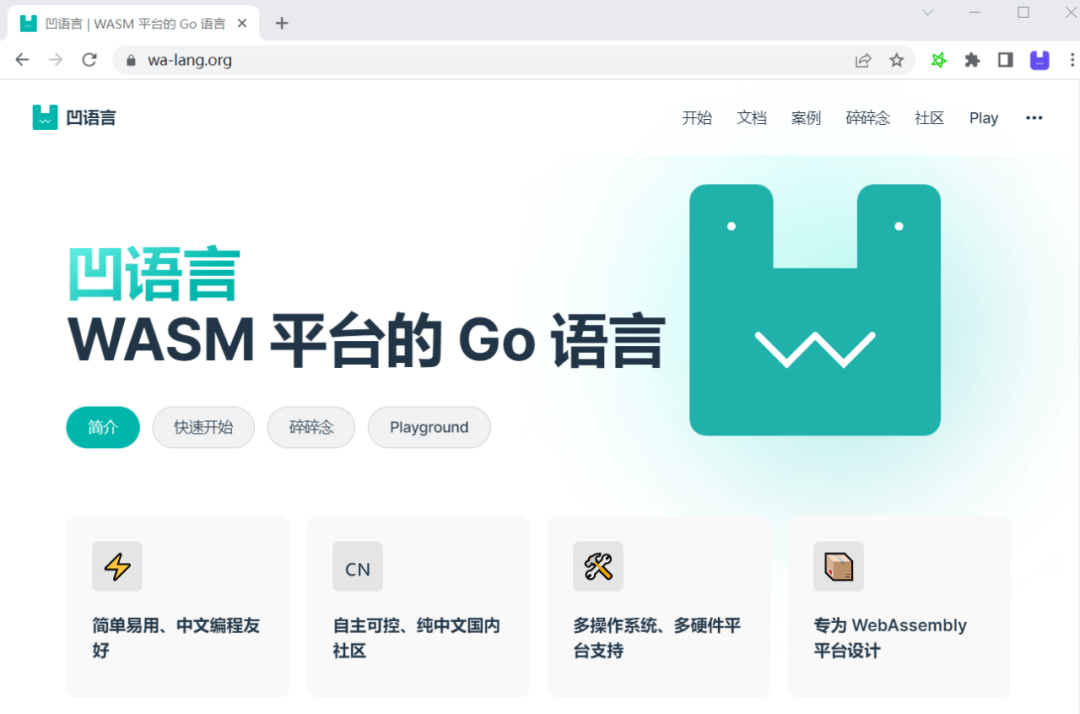 凹语言 | WASM 平台的 Go 语言
wa-lang.org
凹语言
开始 文档 案例 碎碎念 社区 Play
凹语言
WASM 平台的 Go 语言
简介 快速开始 碎碎念 Playground
CN
简单易用、中文编程友
好
自主可控、纯中文国内
社区
多操作系统、多硬件平
台支持
专为 WebAssembly
平台设计